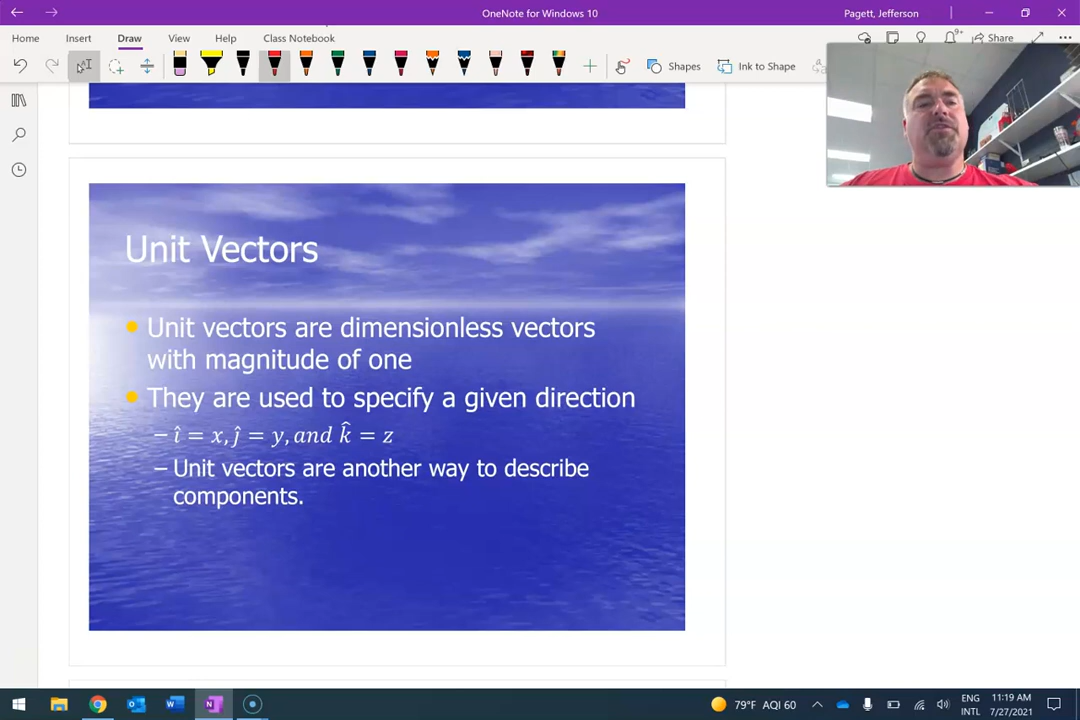 OneNote for Windows 10
Pagett, Jefferson
Home Insert Draw View Help Class Notebook
9+
Share
Shapes
Ink to Shape
Unit Vectors
Unit vectors are dimensionless vectors
with magnitude of one
They are used to specify a given direction
– î = x, ĵ = y, and k̂ = z
– Unit vectors are another way to describe
components.
79°F AQI 60
ENG
INTL
11:19 AM
7/27/2021